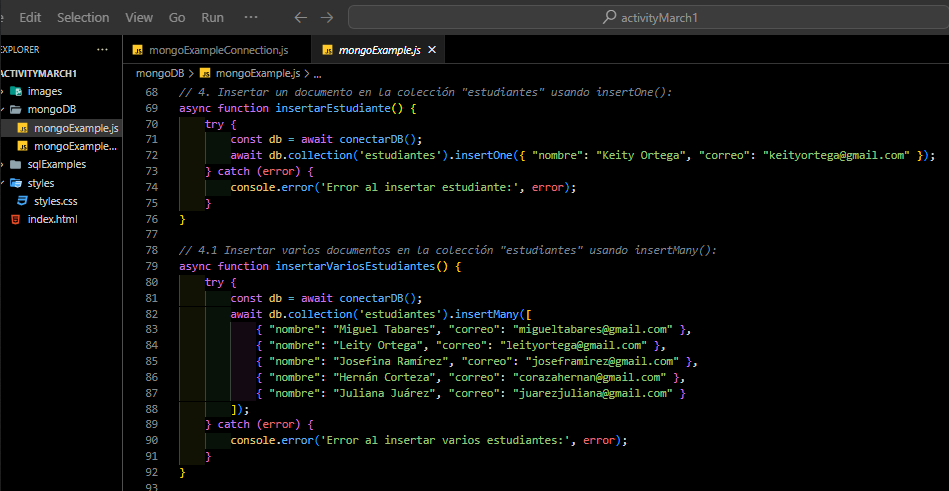 Edit Selection View Go Run ··· ← → activityMarch1
EXPLORER ···
mongoExampleConnection.js
mongoExample.js ×
ACTIVITYMARCH1
images
mongoDB
mongoExample.js
mongoExample...
sqlExamples
styles
styles.css
index.html
mongoDB > mongoExample.js > ...
68 // 4. Insertar un documento en la colección "estudiantes" usando insertOne():
69 async function insertarEstudiante() {
70 try {
71 const db = await conectarDB();
72 await db.collection('estudiantes').insertOne({ "nombre": "Keity Ortega", "correo": "keityortega@gmail.com" });
73 } catch (error) {
74 console.error('Error al insertar estudiante:', error);
75 }
76 }
77
78 // 4.1 Insertar varios documentos en la colección "estudiantes" usando insertMany():
79 async function insertarVariosEstudiantes() {
80 try {
81 const db = await conectarDB();
82 await db.collection('estudiantes').insertMany([
83 { "nombre": "Miguel Tabares", "correo": "migueltabares@gmail.com" },
84 { "nombre": "Leity Ortega", "correo": "leityortega@gmail.com" },
85 { "nombre": "Josefina Ramírez", "correo": "joseframirez@gmail.com" },
86 { "nombre": "Hernán Corteza", "correo": "corazahernan@gmail.com" },
87 { "nombre": "Juliana Juárez", "correo": "juarezjuliana@gmail.com" }
88 ]);
89 } catch (error) {
90 console.error('Error al insertar varios estudiantes:', error);
91 }
92 }
93